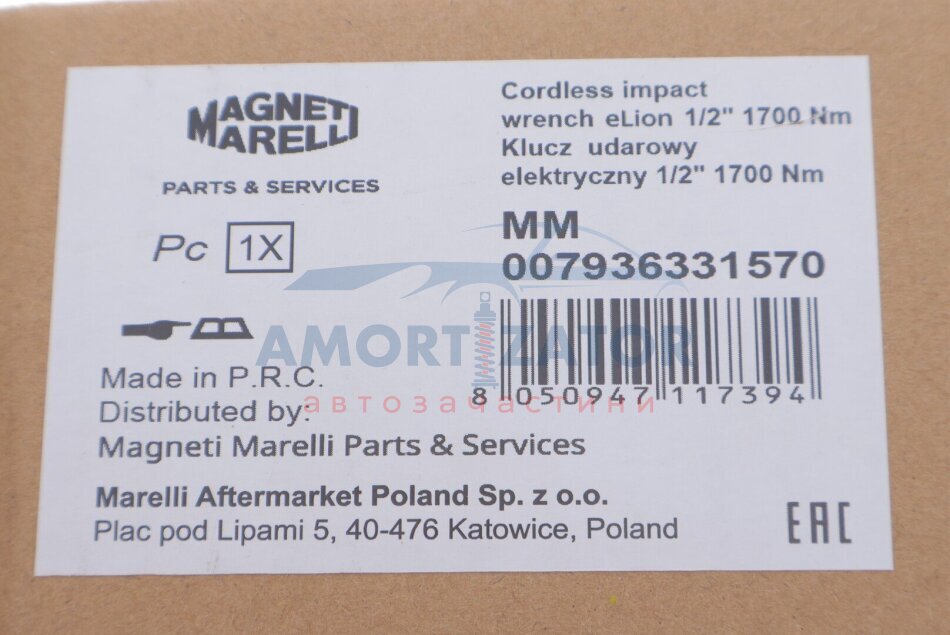 MAGNETI
MARELLI
PARTS & SERVICES
Pc 1X
Cordless impact
wrench eLion 1/2" 1700 Nm
Klucz udarowy
elektryczny 1/2" 1700 Nm
MM
007936331570
AMORTIZATOR
автозачастини
8 050947 117394
Made in P.R.C.
Distributed by:
Magneti Marelli Parts & Services
Marelli Aftermarket Poland Sp. z o.o.
Plac pod Lipami 5, 40-476 Katowice, Poland
EAC